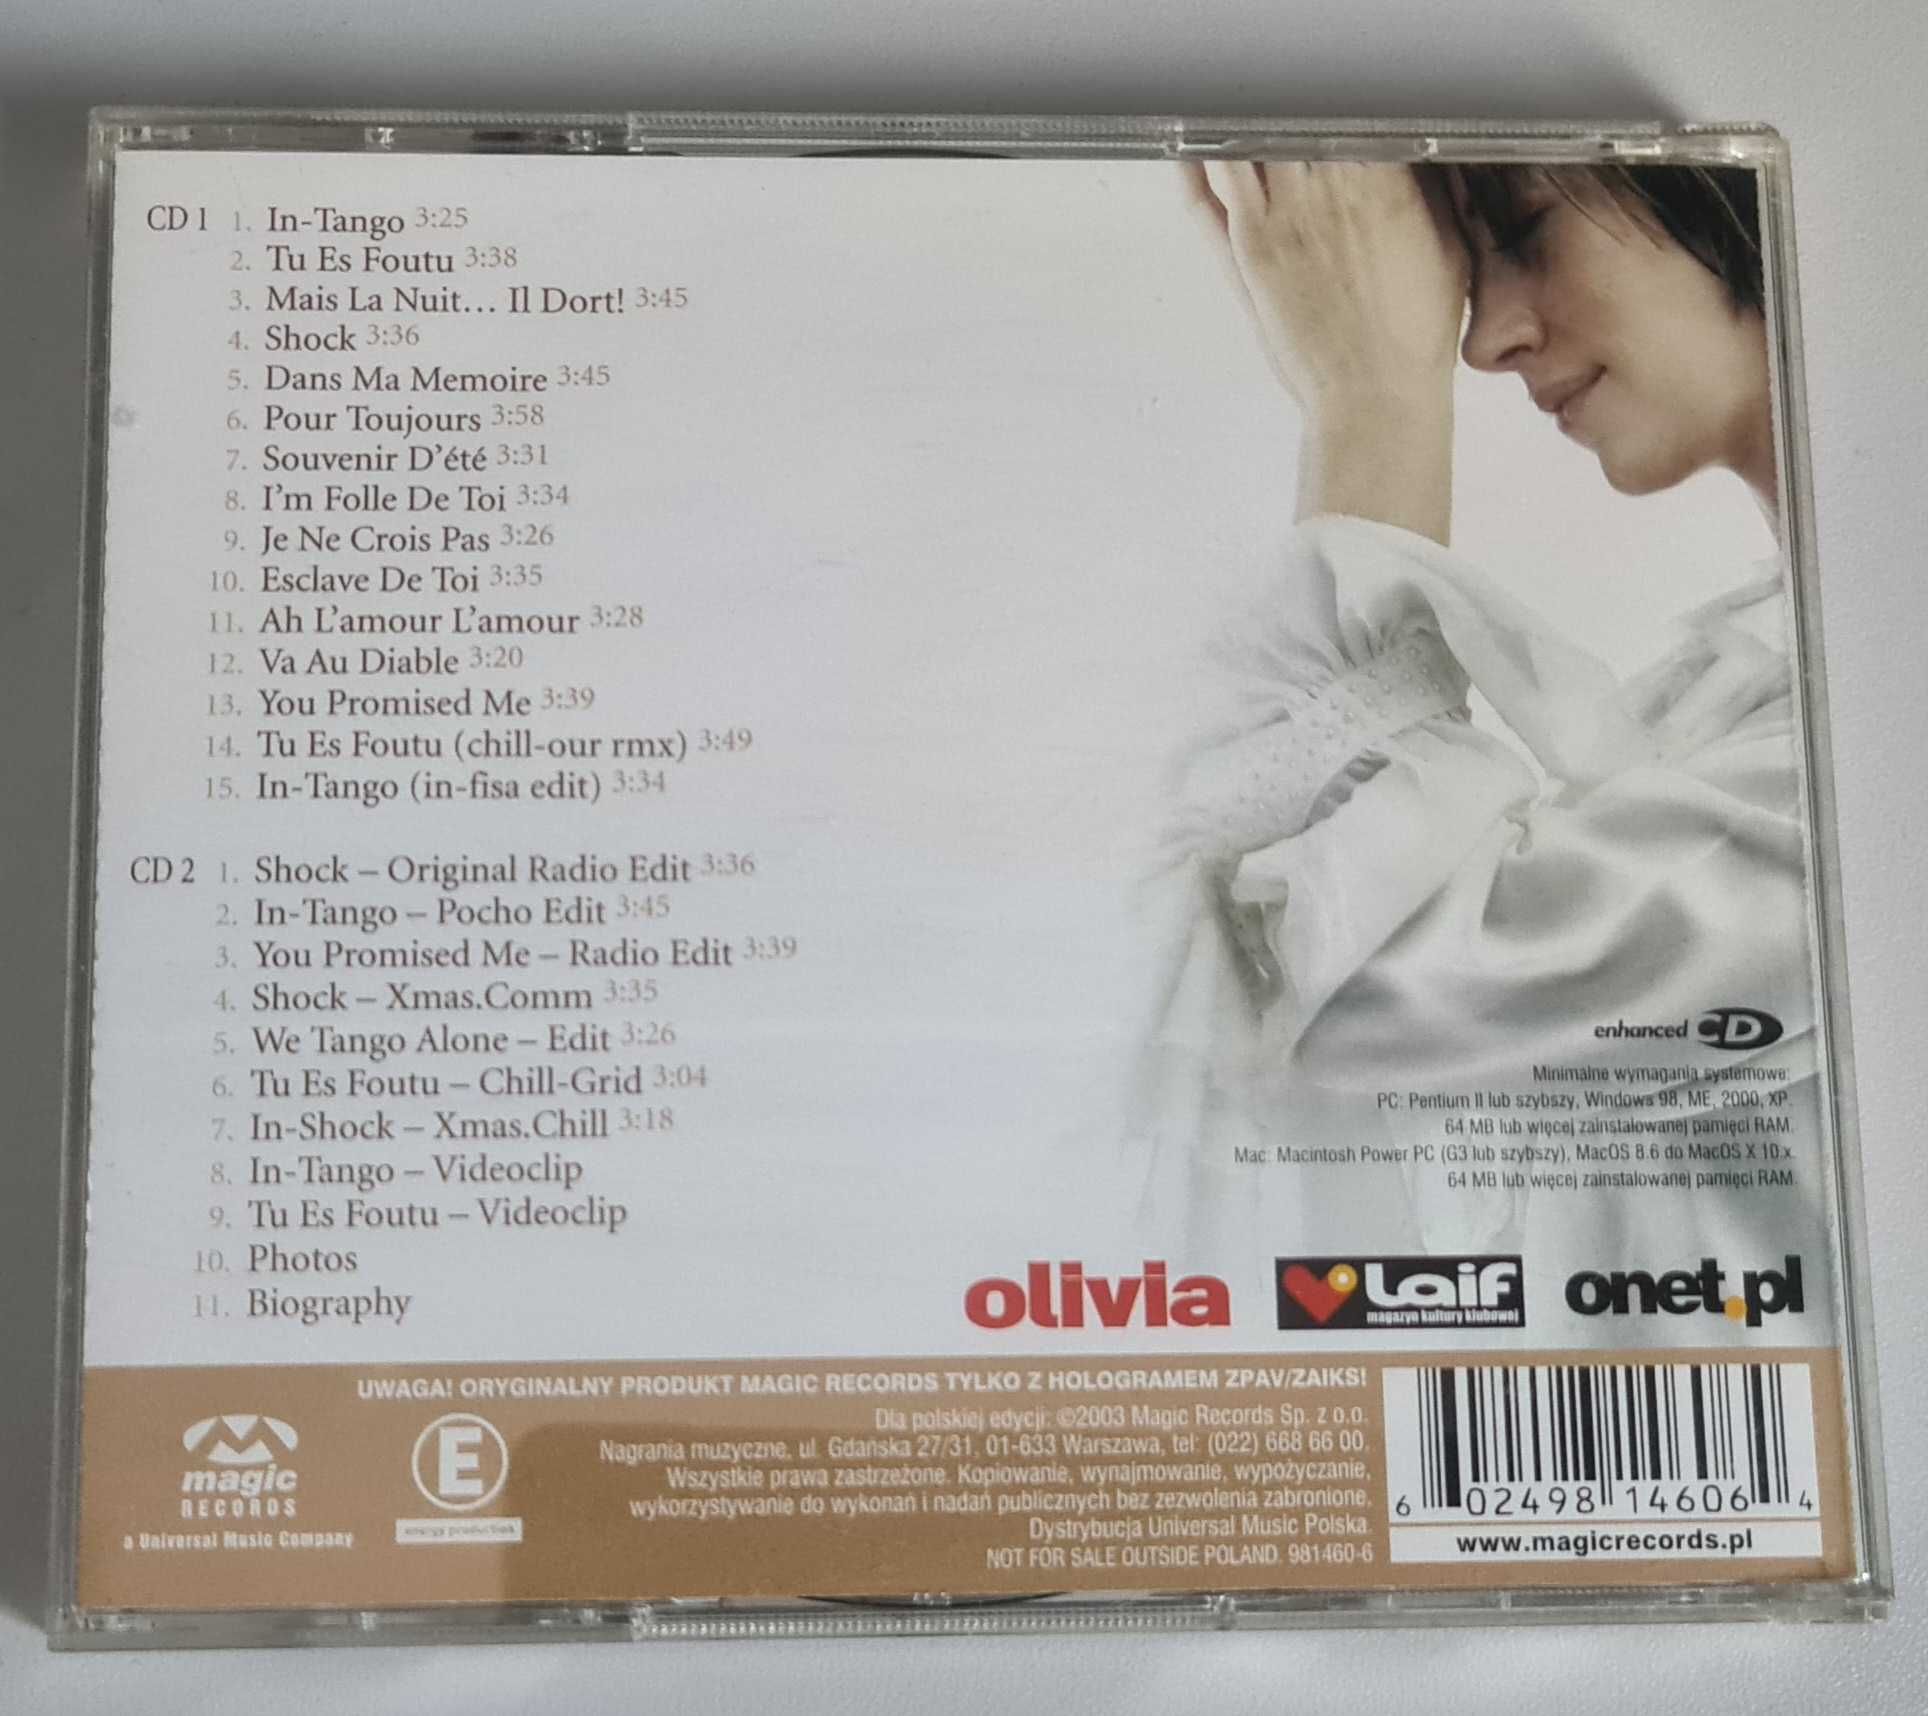 CD 1 1. In-Tango 3:25
2. Tu Es Foutu 3:38
3. Mais La Nuit... Il Dort! 3:45
4. Shock 3:36
5. Dans Ma Memoire 3:45
6. Pour Toujours 3:58
7. Souvenir D'été 3:31
8. I'm Folle De Toi 3:34
9. Je Ne Crois Pas 3:26
10. Esclave De Toi 3:35
11. Ah L'amour L'amour 3:28
12. Va Au Diable 3:20
13. You Promised Me 3:39
14. Tu Es Foutu (chill-our rmx) 3:49
15. In-Tango (in-fisa edit) 3:34
CD 2 1. Shock – Original Radio Edit 3:36
2. In-Tango – Pocho Edit 3:45
3. You Promised Me – Radio Edit 3:39
4. Shock – Xmas.Comm 3:35
5. We Tango Alone – Edit 3:26
6. Tu Es Foutu – Chill-Grid 3:04
7. In-Shock – Xmas.Chill 3:18
8. In-Tango – Videoclip
9. Tu Es Foutu – Videoclip
10. Photos
11. Biography
enhanced CD
Minimalne wymagania systemowe:
PC: Pentium II lub szybszy, Windows 98, ME, 2000, XP.
64 MB lub więcej zainstalowanej pamięci RAM.
Mac: Macintosh Power PC (G3 lub szybszy), MacOS 8.6 do MacOS X 10.x.
64 MB lub więcej zainstalowanej pamięci RAM.
olivia
Laif
magazyn kultury klubowej
onet.pl
UWAGA! ORYGINALNY PRODUKT MAGIC RECORDS TYLKO Z HOLOGRAMEM ZPAV/ZAIKS!
Dla polskiej edycji: ©2003 Magic Records Sp. z o.o.
Nagrania muzyczne, ul. Gdańska 27/31, 01-633 Warszawa, tel: (022) 668 66 00.
Wszystkie prawa zastrzeżone. Kopiowanie, wynajmowanie, wypożyczanie,
wykorzystywanie do wykonań i nadań publicznych bez zezwolenia zabronione.
Dystrybucja Universal Music Polska.
NOT FOR SALE OUTSIDE POLAND. 981460-6
magic
RECORDS
a Universal Music Company
E
energy production
6 02498 14606 4
www.magicrecords.pl